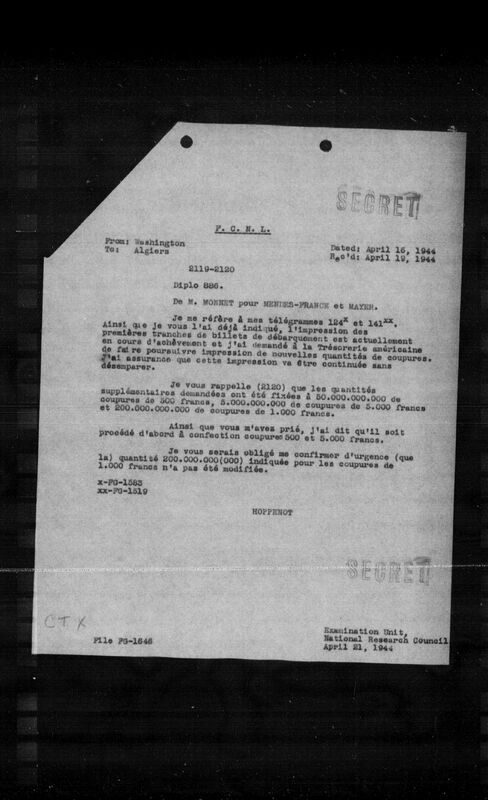 SECRET
F. C. N. L.
From: Washington
To: Algiers
Dated: April 16, 1944
Rec'd: April 19, 1944
2119-2120
Diplo 886.
De M. MONNET pour MENDES-FRANCE et MAYER.
Je me réfère à mes télégrammes 124x et 141xx.
Ainsi que je vous l'ai déjà indiqué, l'impression des
premières tranches de billets de débarquement est actuellement
en cours d'achèvement et j'ai demandé à la Tréscrerie américaine
de faire poursuivre impression de nouvelles quantités de coupures.
J'ai assurance que cette impression va être continuée sans
désemparer.
Je vous rappelle (2120) que les quantités
supplémentaires demandées ont été fixées à 50.000.000.000 de
coupures de 500 francs, 5.000.000.000 de coupures de 5.000 francs
et 200.000.000.000 de coupures de 1.000 francs.
Ainsi que vous m'avez prié, j'ai dit qu'il soit
procédé d'abord à confection coupures 500 et 5.000 francs.
Je vous serais obligé me confirmer d'urgence (que
la) quantité 200.000.000(000) indiquée pour les coupures de
1.000 francs n'a pas été modifiée.
x-FG-1583
xx-FG-1519
HOPPENOT
SECRET
CTX
File FG-1646
Examination Unit,
National Research Council
April 21, 1944